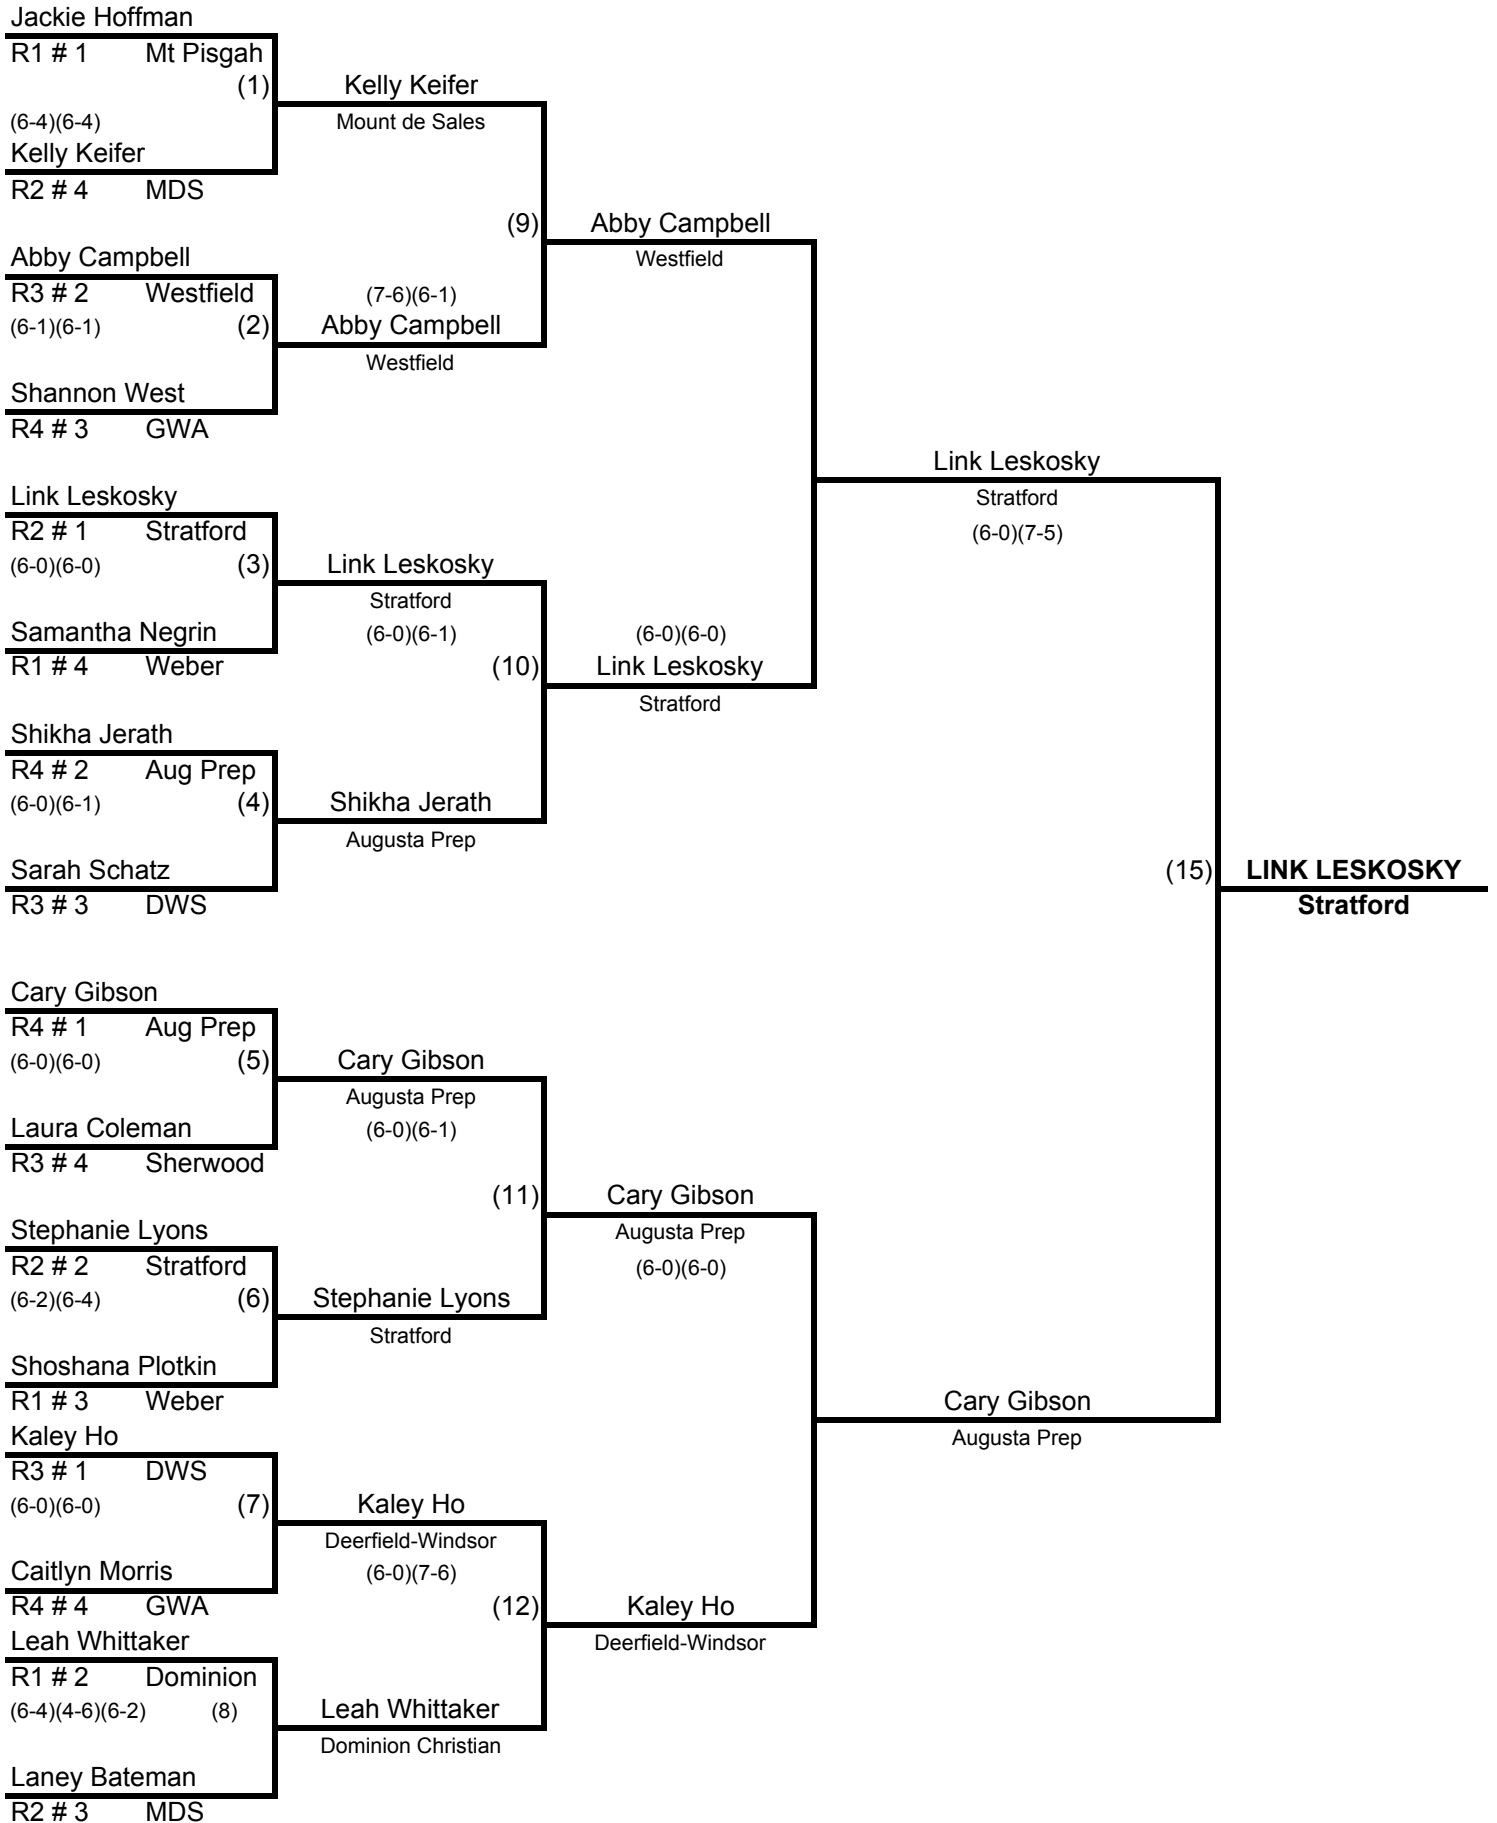 Jackie Hoffman
R1 # 1 Mt Pisgah
(1) Kelly Keifer
(6-4)(6-4) Mount de Sales
Kelly Keifer
R2 # 4 MDS
(9) Abby Campbell
Abby Campbell Westfield
R3 # 2 Westfield (7-6)(6-1)
(6-1)(6-1) (2) Abby Campbell
Westfield
Shannon West
R4 # 3 GWA
Link Leskosky
Link Leskosky Stratford
R2 # 1 Stratford (6-0)(7-5)
(6-0)(6-0) (3) Link Leskosky
Stratford
Samantha Negrin (6-0)(6-1) (6-0)(6-0)
R1 # 4 Weber (10) Link Leskosky
Stratford
Shikha Jerath
R4 # 2 Aug Prep
(6-0)(6-1) (4) Shikha Jerath
Augusta Prep
Sarah Schatz (15) LINK LESKOSKY
R3 # 3 DWS Stratford
Cary Gibson
R4 # 1 Aug Prep
(6-0)(6-0) (5) Cary Gibson
Augusta Prep
Laura Coleman (6-0)(6-1)
R3 # 4 Sherwood
(11) Cary Gibson
Stephanie Lyons Augusta Prep
R2 # 2 Stratford (6-0)(6-0)
(6-2)(6-4) (6) Stephanie Lyons
Stratford
Shoshana Plotkin
R1 # 3 Weber Cary Gibson
Kaley Ho Augusta Prep
R3 # 1 DWS
(6-0)(6-0) (7) Kaley Ho
Deerfield-Windsor
Caitlyn Morris (6-0)(7-6)
R4 # 4 GWA (12) Kaley Ho
Leah Whittaker Deerfield-Windsor
R1 # 2 Dominion
(6-4)(4-6)(6-2) (8) Leah Whittaker
Dominion Christian
Laney Bateman
R2 # 3 MDS